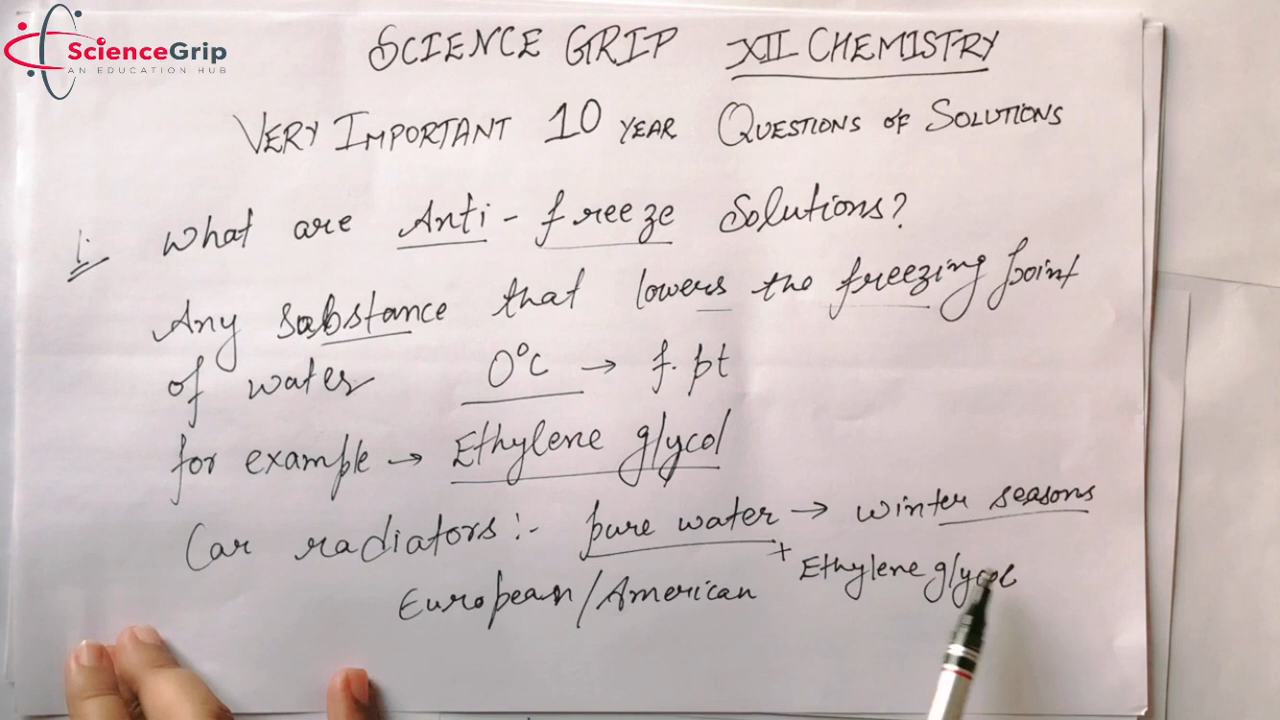 ScienceGrip
AN EDUCATION HUB
SCIENCE GRIP XII CHEMISTRY
VERY IMPORTANT 10 YEAR QUESTIONS OF SOLUTIONS
1. What are Anti-freeze Solutions?
Any substance that lowers the freezing point
of water 0°C → f. pt
for example → Ethylene glycol
Car radiators :- pure water → winter seasons
+ Ethylene glycol
European/American